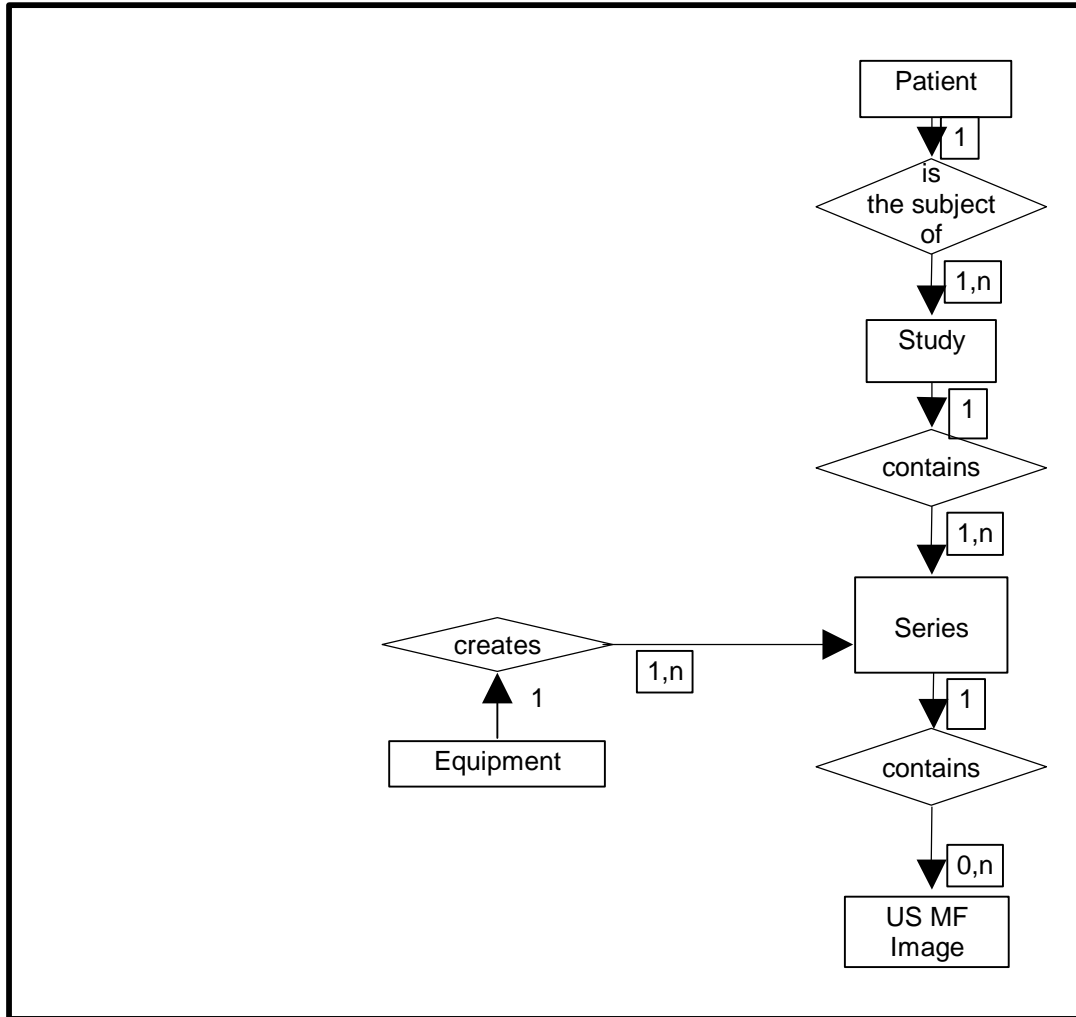 Patient
1
is
the subject
of
1,n
Study
1
contains
1,n
Series
creates
1,n
1
Equipment
1
contains
0,n
US MF
Image